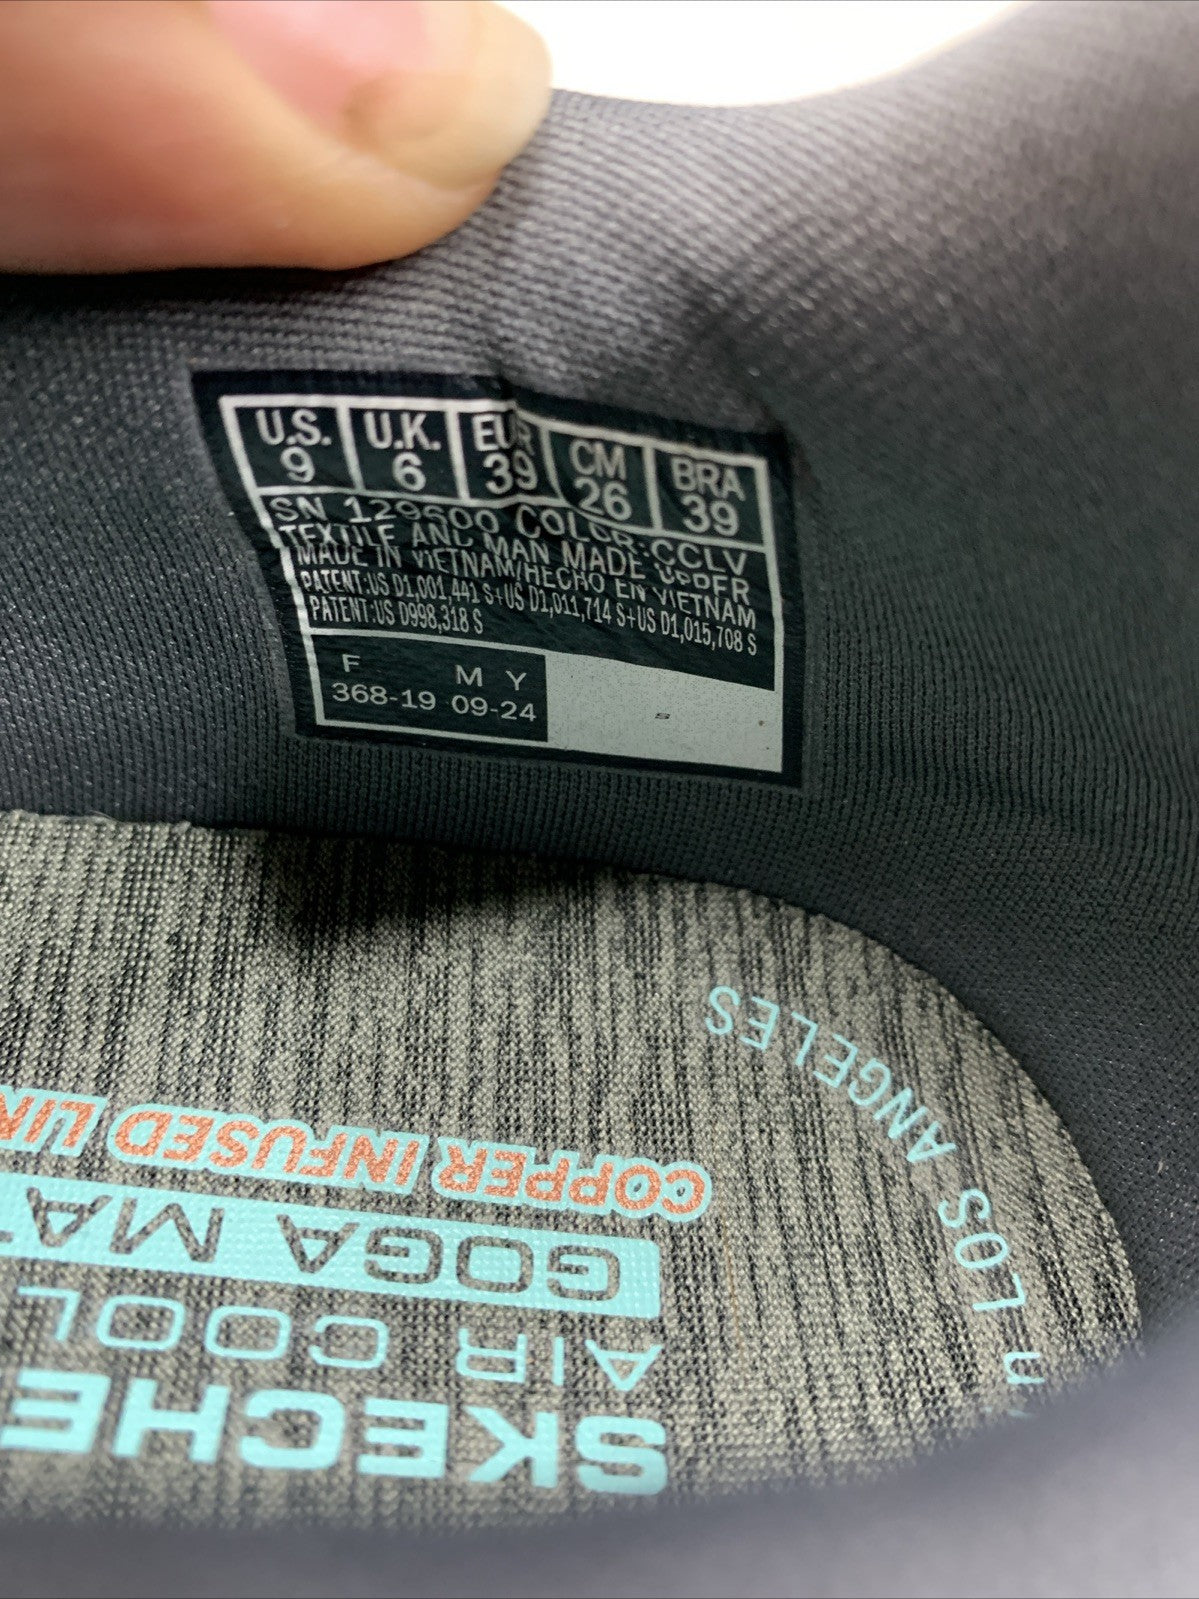 U.S. U.K. EUR CM BRA
9 6 39 26 39
SN 129600 COLOR:CCLV
TEXTILE AND MAN MADE UPPER
MADE IN VIETNAM/HECHO EN VIETNAM
PATENT:US D1,001,441 S+US D1,011,714 S+US D1,015,708 S
PATENT:US D998,318 S
F M Y
368-19 09-24
s
LOS ANGELES
SKECHE
AIR COOL
GOGA MA
COPPER INFUSED LIN